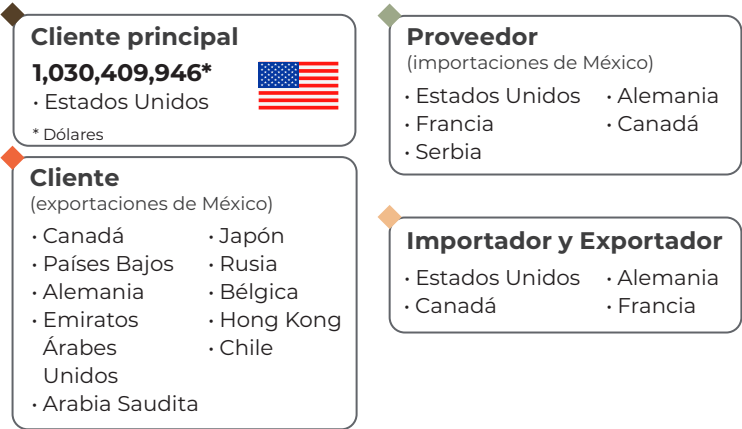 Cliente principal
1,030,409,946*
· Estados Unidos
* Dólares
Cliente
(exportaciones de México)
· Canadá
· Países Bajos
· Alemania
· Emiratos
Árabes
Unidos
· Arabia Saudita
· Japón
· Rusia
· Bélgica
· Hong Kong
· Chile
Proveedor
(importaciones de México)
· Estados Unidos
· Francia
· Serbia
· Alemania
· Canadá
Importador y Exportador
· Estados Unidos
· Canadá
· Alemania
· Francia